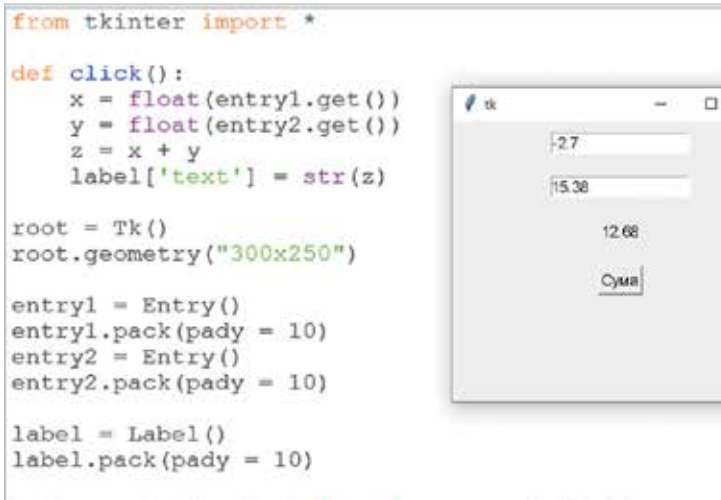 from tkinter import *
def click():
    x = float(entry1.get())
    y = float(entry2.get())
    z = x + y
    label['text'] = str(z)
root = Tk()
root.geometry("300x250")
entry1 = Entry()
entry1.pack(pady = 10)
entry2 = Entry()
entry2.pack(pady = 10)
label = Label()
label.pack(pady = 10)
tk
-2.7
15.38
12.68
Сума